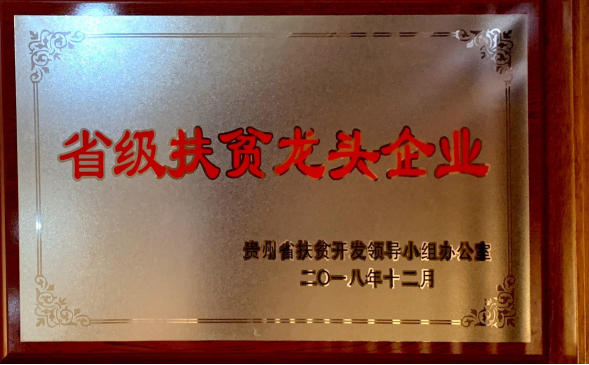 省级扶贫龙头企业
贵州省扶贫开发领导小组办公室
二〇一八年十二月